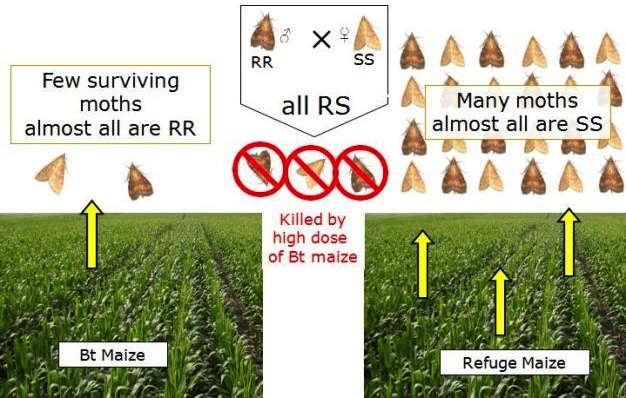 Few surviving
moths
almost all are RR
♂ X ♀
RR SS
all RS
Many moths
almost all are SS
Killed by
high dose
of Bt maize
Bt Maize
Refuge Maize